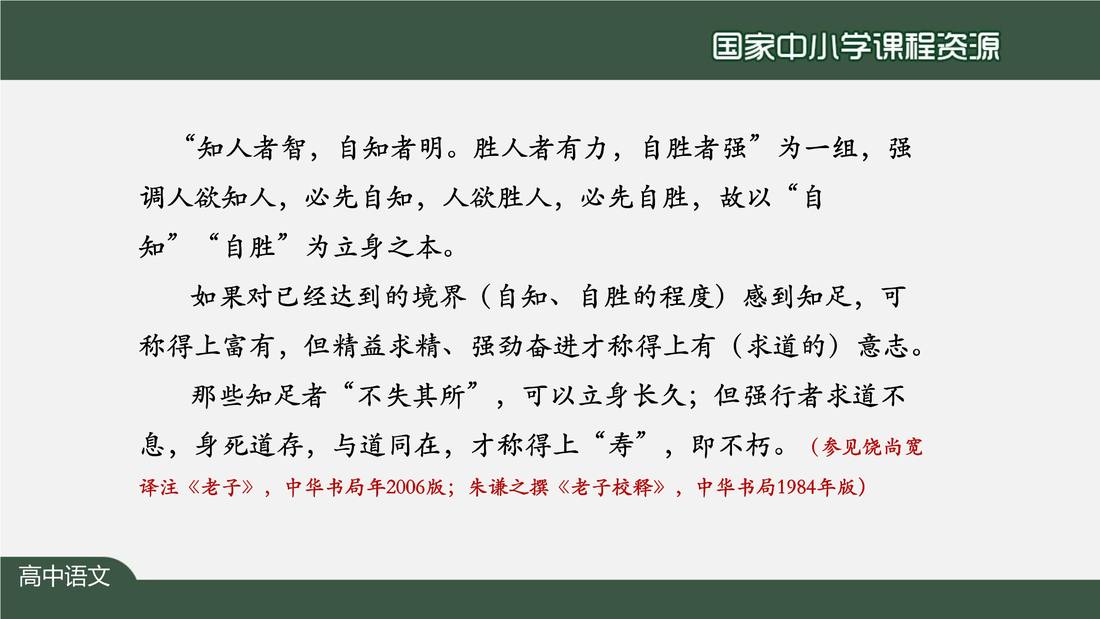 国家中小学课程资源
“知人者智，自知者明。胜人者有力，自胜者强”为一组，强
调人欲知人，必先自知，人欲胜人，必先自胜，故以“自
知”“自胜”为立身之本。
如果对已经达到的境界（自知、自胜的程度）感到知足，可
称得上富有，但精益求精、强劲奋进才称得上有（求道的）意志。
那些知足者“不失其所”，可以立身长久；但强行者求道不
息，身死道存，与道同在，才称得上“寿”，即不朽。（参见饶尚宽
译注《老子》，中华书局年2006版；朱谦之撰《老子校释》，中华书局1984年版）
高中语文